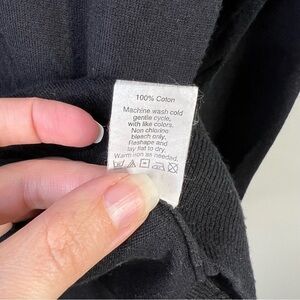 100% Coton
Machine wash cold
gentle cycle,
with like colors.
Non chlorine
bleach only.
Reshape and
lay flat to dry.
Warm iron as needed.